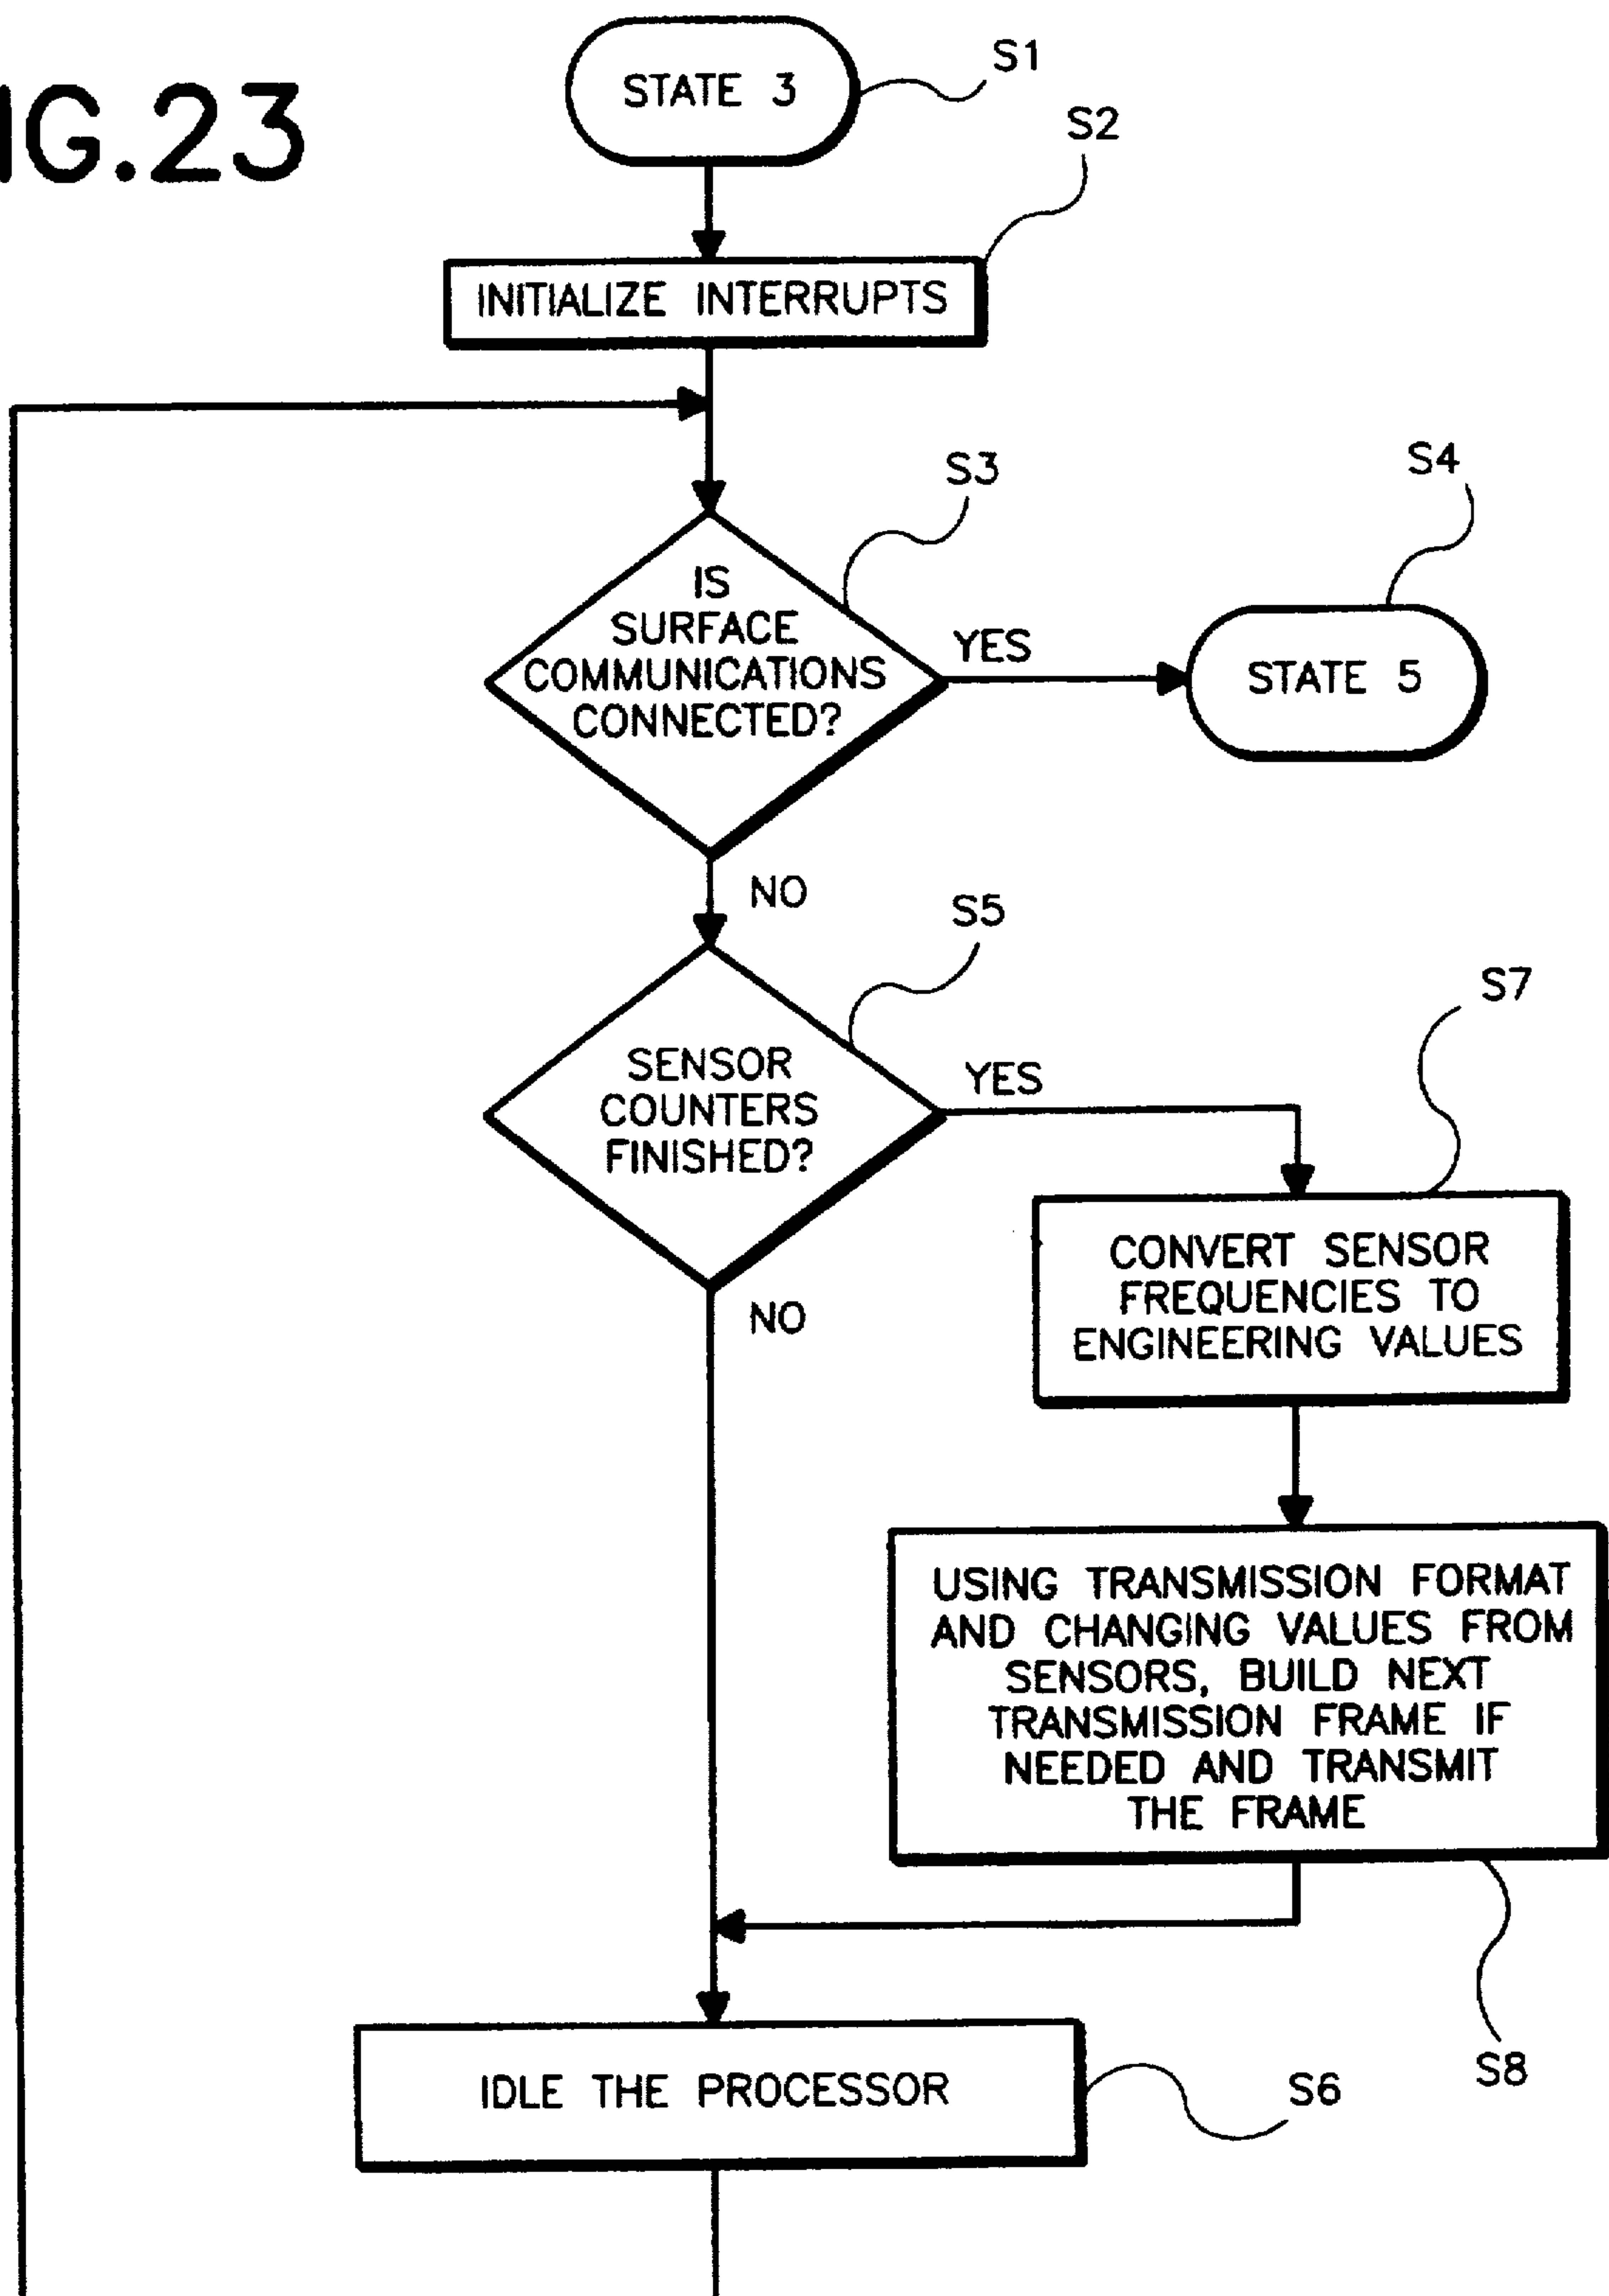 IG.23
STATE 3
S1
S2
INITIALIZE INTERRUPTS
S3
S4
IS
SURFACE
COMMUNICATIONS
CONNECTED?
YES
STATE 5
NO
S5
S7
SENSOR
COUNTERS
FINISHED?
YES
CONVERT SENSOR
FREQUENCIES TO
ENGINEERING VALUES
NO
USING TRANSMISSION FORMAT
AND CHANGING VALUES FROM
SENSORS, BUILD NEXT
TRANSMISSION FRAME IF
NEEDED AND TRANSMIT
THE FRAME
S8
IDLE THE PROCESSOR
S6